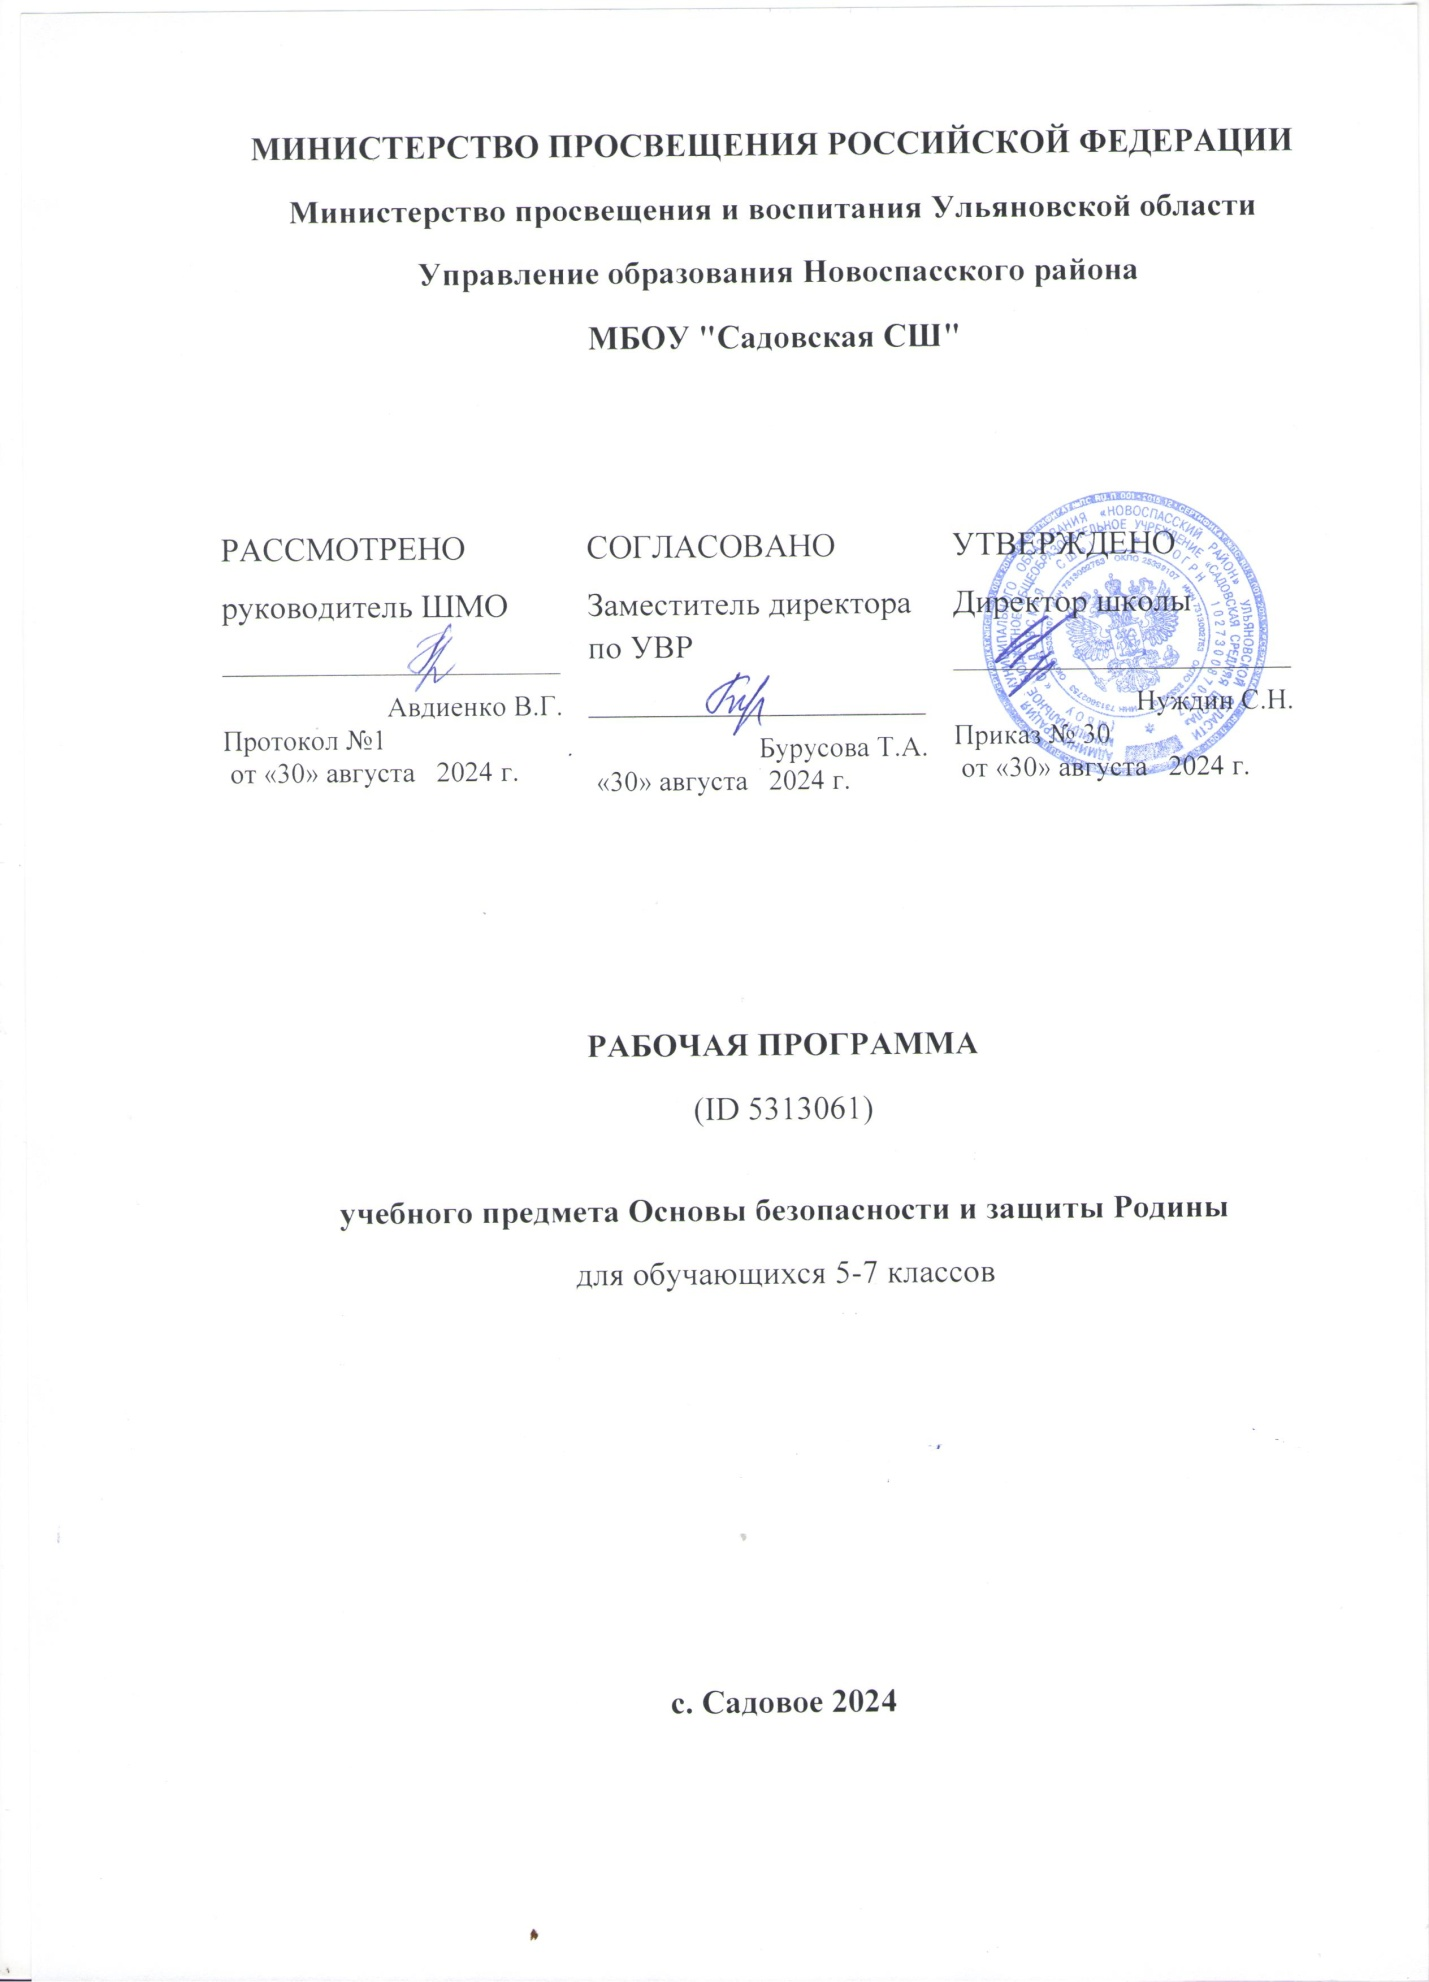 МИНИСТЕРСТВО ПРОСВЕЩЕНИЯ РОССИЙСКОЙ ФЕДЕРАЦИИ
Министерство просвещения и воспитания Ульяновской области
Управление образования Новоспасского района
МБОУ "Садовская СШ"
РАССМОТРЕНО
руководитель ШМО
Авдиенко В.Г.
Протокол №1
от «30» августа 2024 г.
СОГЛАСОВАНО
Заместитель директора
по УВР
Бурусова Т.А.
«30» августа 2024 г.
УТВЕРЖДЕНО
Директор школы
Нуждин С.Н.
Приказ № 30
от «30» августа 2024 г.
РАБОЧАЯ ПРОГРАММА
(ID 5313061)
учебного предмета Основы безопасности и защиты Родины
для обучающихся 5-7 классов
с. Садовое 2024